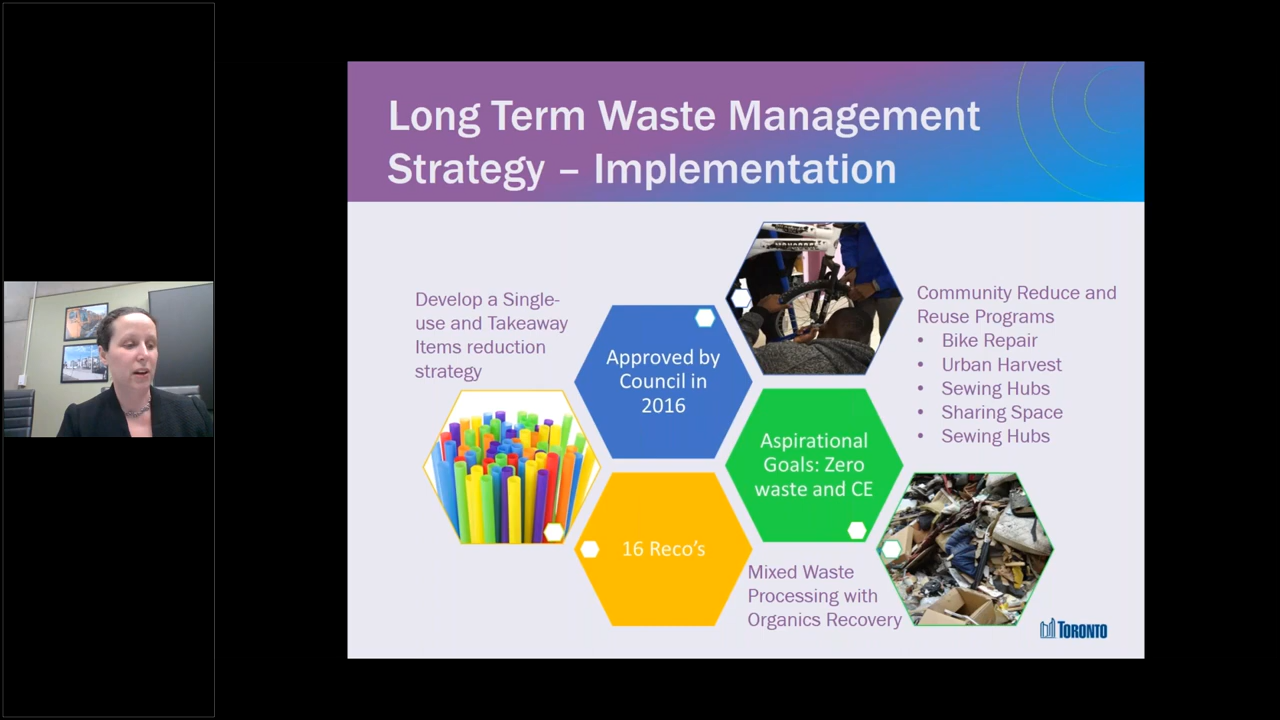 Long Term Waste Management
Strategy – Implementation
Develop a Single-
use and Takeaway
Items reduction
strategy
Approved by
Council in
2016
Community Reduce and
Reuse Programs
• Bike Repair
• Urban Harvest
• Sewing Hubs
• Sharing Space
• Sewing Hubs
Aspirational
Goals: Zero
waste and CE
16 Reco's
Mixed Waste
Processing with
Organics Recovery
TORONTO